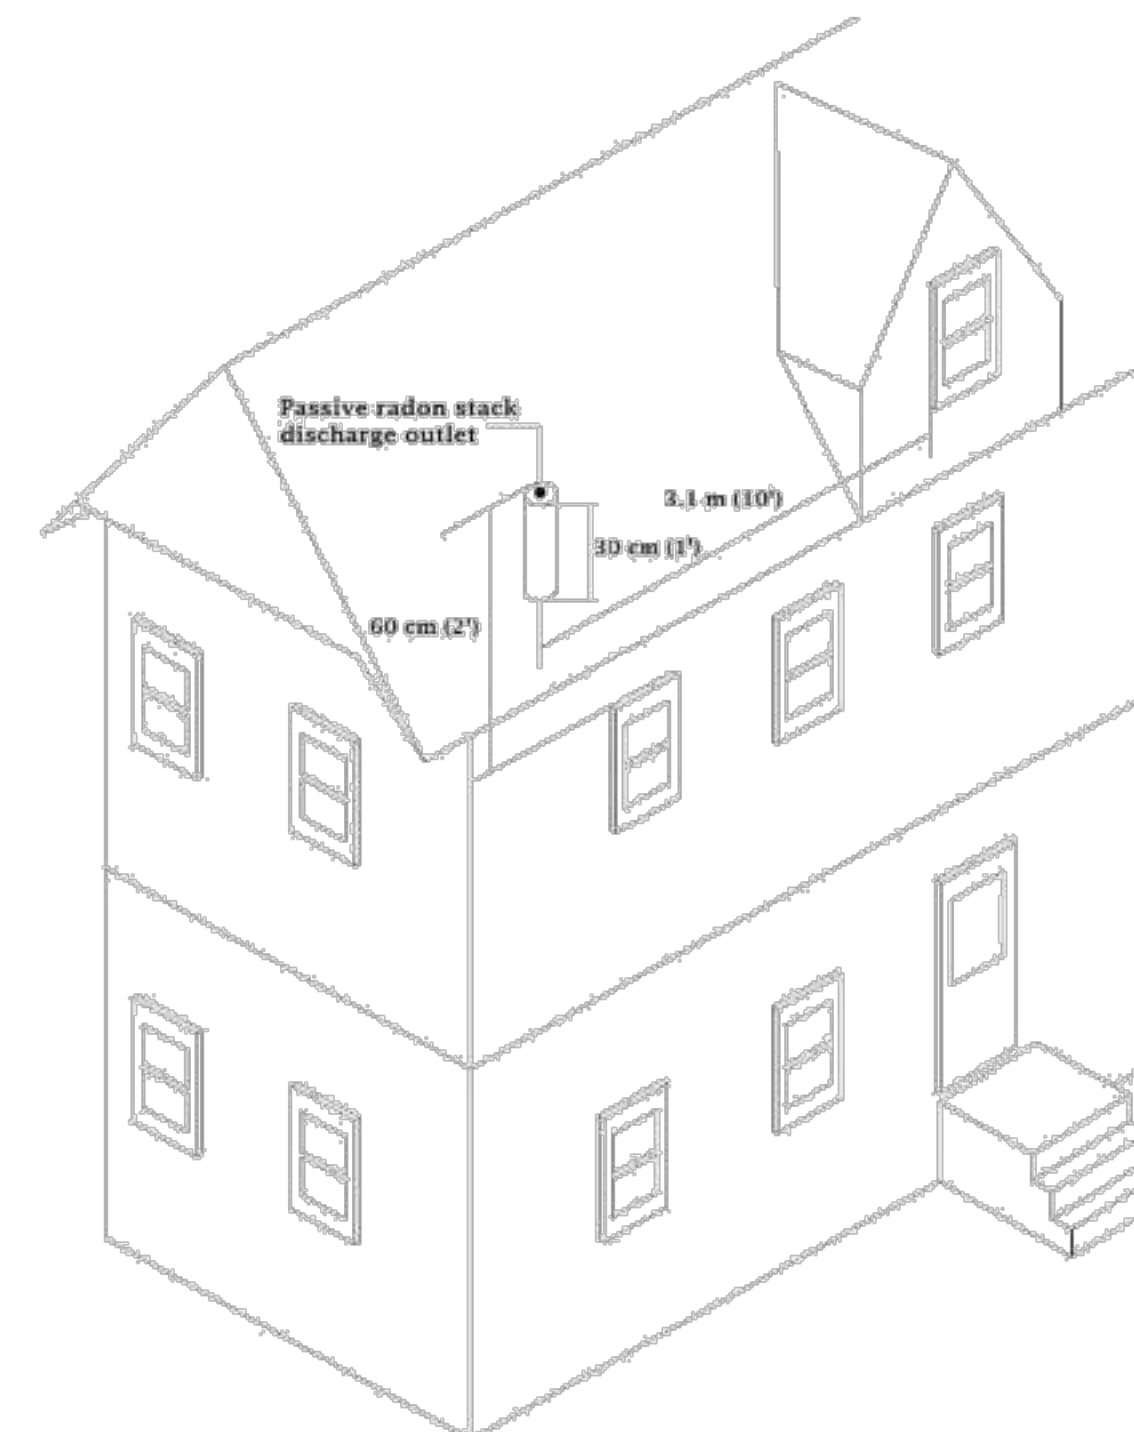 Passive radon stack
discharge outlet
3.1 m (10')
30 cm (1')
60 cm (2')